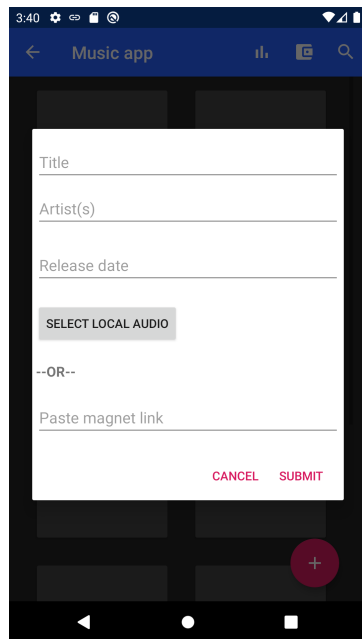 3:40
Music app
Title
Artist(s)
Release date
SELECT LOCAL AUDIO
--OR--
Paste magnet link
CANCEL SUBMIT